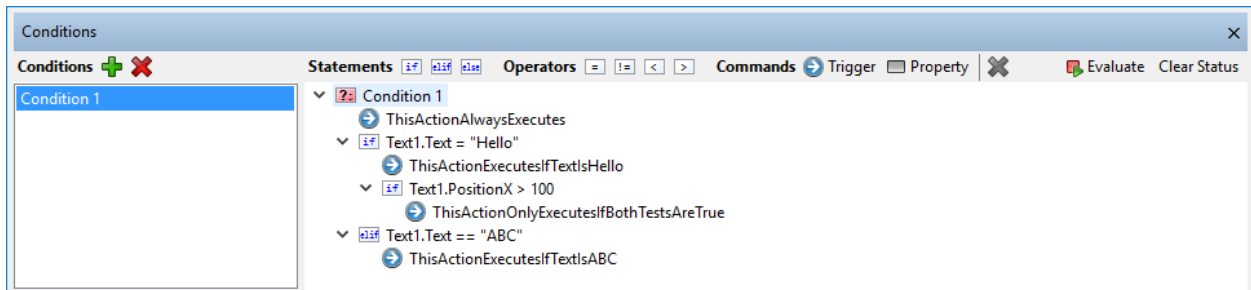 Conditions
Conditions Statements if elif else Operators = != < > Commands Trigger Property Evaluate Clear Status
Condition 1
?: Condition 1
ThisActionAlwaysExecutes
if Text1.Text = "Hello"
ThisActionExecutesIfTextIsHello
if Text1.PositionX > 100
ThisActionOnlyExecutesIfBothTestsAreTrue
elif Text1.Text == "ABC"
ThisActionExecutesIfTextIsABC